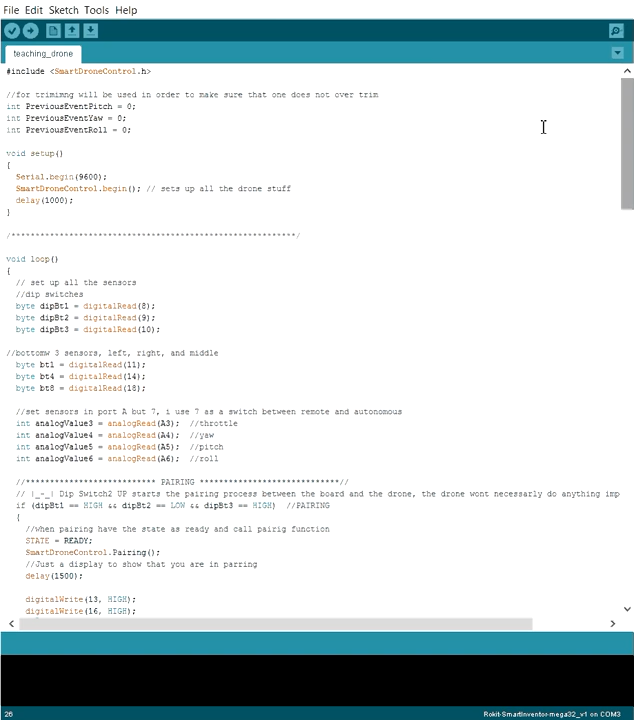 File Edit Sketch Tools Help
teaching_drone
#include <SmartDroneControl.h>
//for trimimng will be used in order to make sure that one does not over trim
int PreviousEventPitch = 0;
int PreviousEventYaw = 0;
int PreviousEventRoll = 0;
void setup()
{
Serial.begin(9600);
SmartDroneControl.begin(); // sets up all the drone stuff
delay(1000);
}
/***********************************************************/
void loop()
{
// set up all the sensors
//dip switches
byte dipBt1 = digitalRead(8);
byte dipBt2 = digitalRead(9);
byte dipBt3 = digitalRead(10);
//bottomw 3 sensors, left, right, and middle
byte bt1 = digitalRead(11);
byte bt4 = digitalRead(14);
byte bt8 = digitalRead(18);
//set sensors in port A but 7, i use 7 as a switch between remote and autonomous
int analogValue3 = analogRead(A3); //throttle
int analogValue4 = analogRead(A4); //yaw
int analogValue5 = analogRead(A5); //pitch
int analogValue6 = analogRead(A6); //roll
//*************************** PAIRING *****************************//
// |_-_| Dip Switch2 UP starts the pairing process between the board and the drone, the drone wont necessarly do anything imp
if (dipBt1 == HIGH && dipBt2 == LOW && dipBt3 == HIGH) //PAIRING
{
//when pairing have the state as ready and call pairig function
STATE = READY;
SmartDroneControl.Pairing();
//Just a display to show that you are in parring
delay(1500);
digitalWrite(13, HIGH);
digitalWrite(16, HIGH);
26
Rokit-SmartInventor-mega32_v1 on COM3